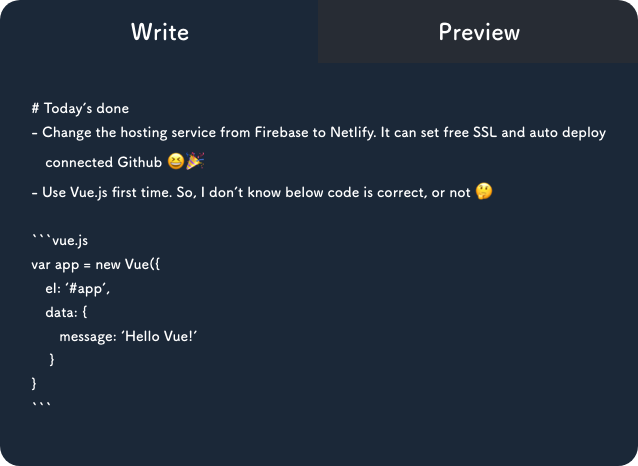 Write
Preview
# Today´s done
- Change the hosting service from Firebase to Netlify. It can set free SSL and auto deploy
connected Github 😆🎉
- Use Vue.js first time. So, I don´t know below code is correct, or not 🤔
```vue.js
var app = new Vue({
el: ´#app´,
data: {
message: ´Hello Vue!´
}
}
```